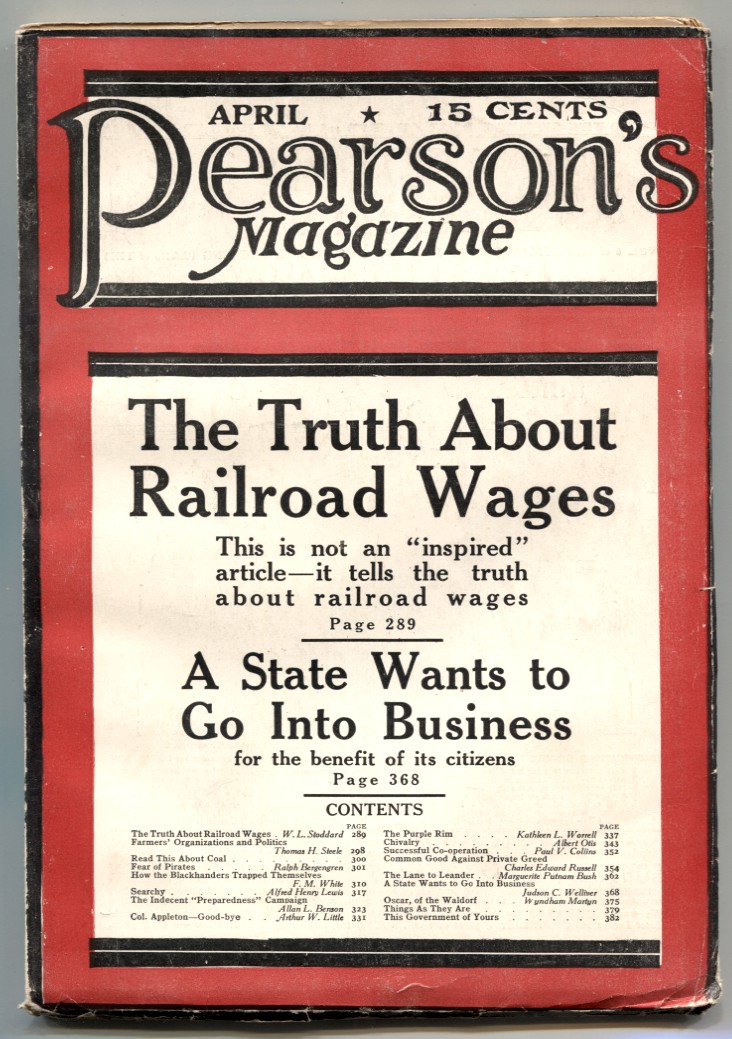 APRIL ★ 15 CENTS
Pearson's
Magazine
The Truth About
Railroad Wages
This is not an “inspired”
article—it tells the truth
about railroad wages
Page 289
A State Wants to
Go Into Business
for the benefit of its citizens
Page 368
CONTENTS
PAGE
The Truth About Railroad Wages . W. L. Stoddard 289
Farmers' Organizations and Politics
Thomas H. Steele 298
Read This About Coal . . . . . . . . 300
Fear of Pirates . . . . Ralph Bergengren 301
How the Blackhanders Trapped Themselves
F. M. White 310
Searchy . . . . . Alfred Henry Lewis 317
The Indecent "Preparedness" Campaign
Allan L. Benson 323
Col. Appleton—Good-bye . . Arthur W. Little 331
PAGE
The Purple Rim . . . . Kathleen L. Worrell 337
Chivalry . . . . . . . . Albert Otis 343
Successful Co-operation . . . Paul V. Collins 352
Common Good Against Private Greed
Charles Edward Russell 354
The Lane to Leander . . Marguerite Putnam Bush 362
A State Wants to Go Into Business
Judson C. Welliver 368
Oscar, of the Waldorf . . . Wyndham Martyn 375
Things As They Are . . . . . . . . 379
This Government of Yours . . . . . . . . 382